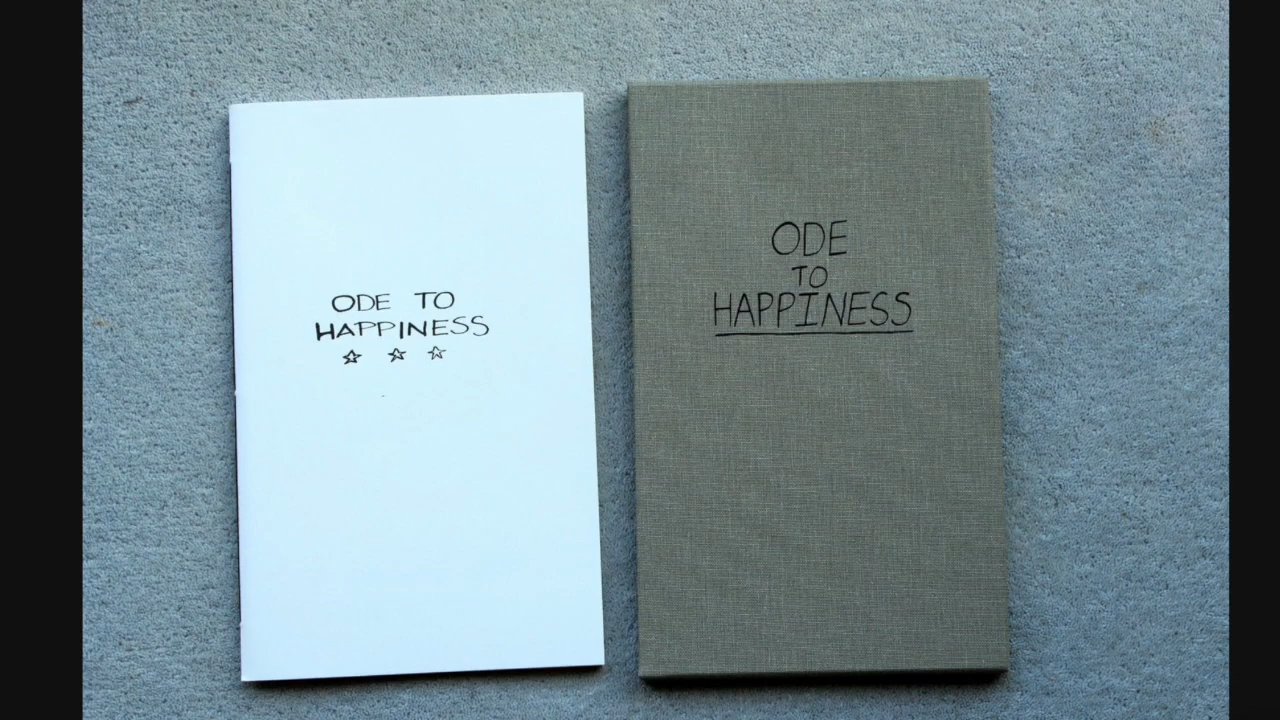 ODE TO
HAPPINESS
ODE
TO
HAPPINESS